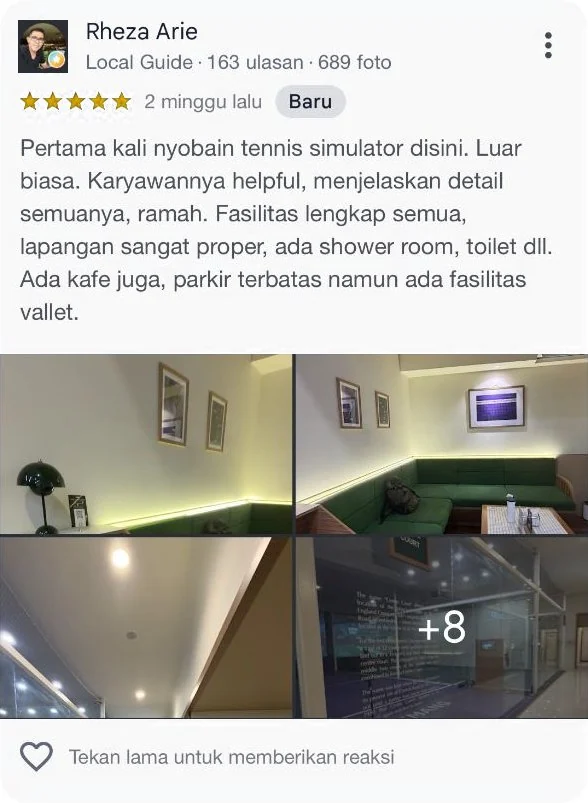 Rheza Arie
Local Guide · 163 ulasan · 689 foto
2 minggu lalu
Baru
Pertama kali nyobain tennis simulator disini. Luar
biasa. Karyawannya helpful, menjelaskan detail
semuanya, ramah. Fasilitas lengkap semua,
lapangan sangat proper, ada shower room, toilet dll.
Ada kafe juga, parkir terbatas namun ada fasilitas
vallet.
COURT
+8
Tekan lama untuk memberikan reaksi